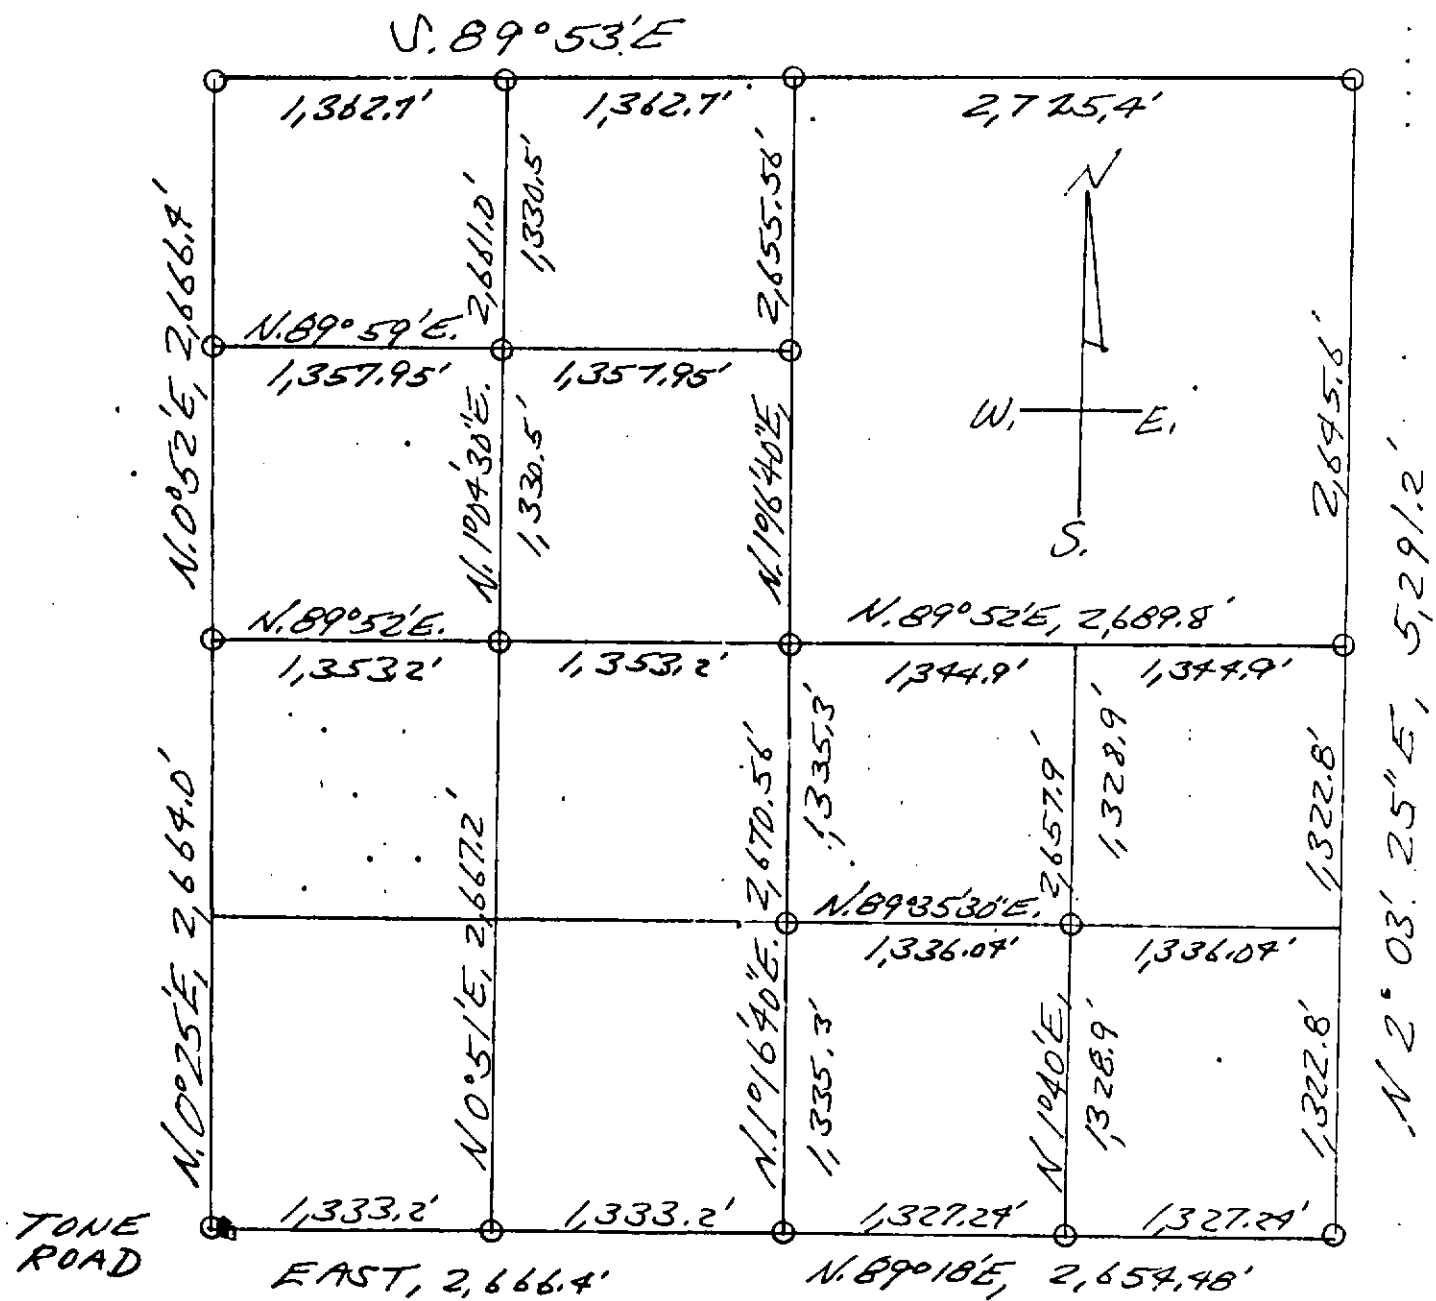 S. 89° 53' E
1,362.7' 1,362.7' 2,725.4'
N. 0° 52' E, 2,666.4'
2,661.0'
1,330.5'
2,655.56'
N
W. E.
S.
N. 89° 59' E.
1,357.95' 1,357.95'
N. 1° 04' 30" E.
1,330.5'
N. 1° 16' 40" E,
2,645.6'
N 2° 03' 25" E, 5,291.2'
N. 89° 52' E.
N. 89° 52' E, 2,689.8'
1,353.2' 1,353.2' 1,344.9' 1,344.9'
N. 0° 25' E, 2,664.0'
N 0° 51' E, 2,667.2'
N. 1° 16' 40" E. 2,670.56'
1,335.3'
2,657.9'
1,328.9'
1,322.8'
N. 89° 35' 30" E.
1,336.04' 1,336.04'
1,335.3'
N 1° 40' E,
1,328.9'
1,322.8'
TONE
ROAD
1,333.2' 1,333.2' 1,327.24' 1,327.24'
EAST, 2,666.4' N. 89° 18' E, 2,654.48'